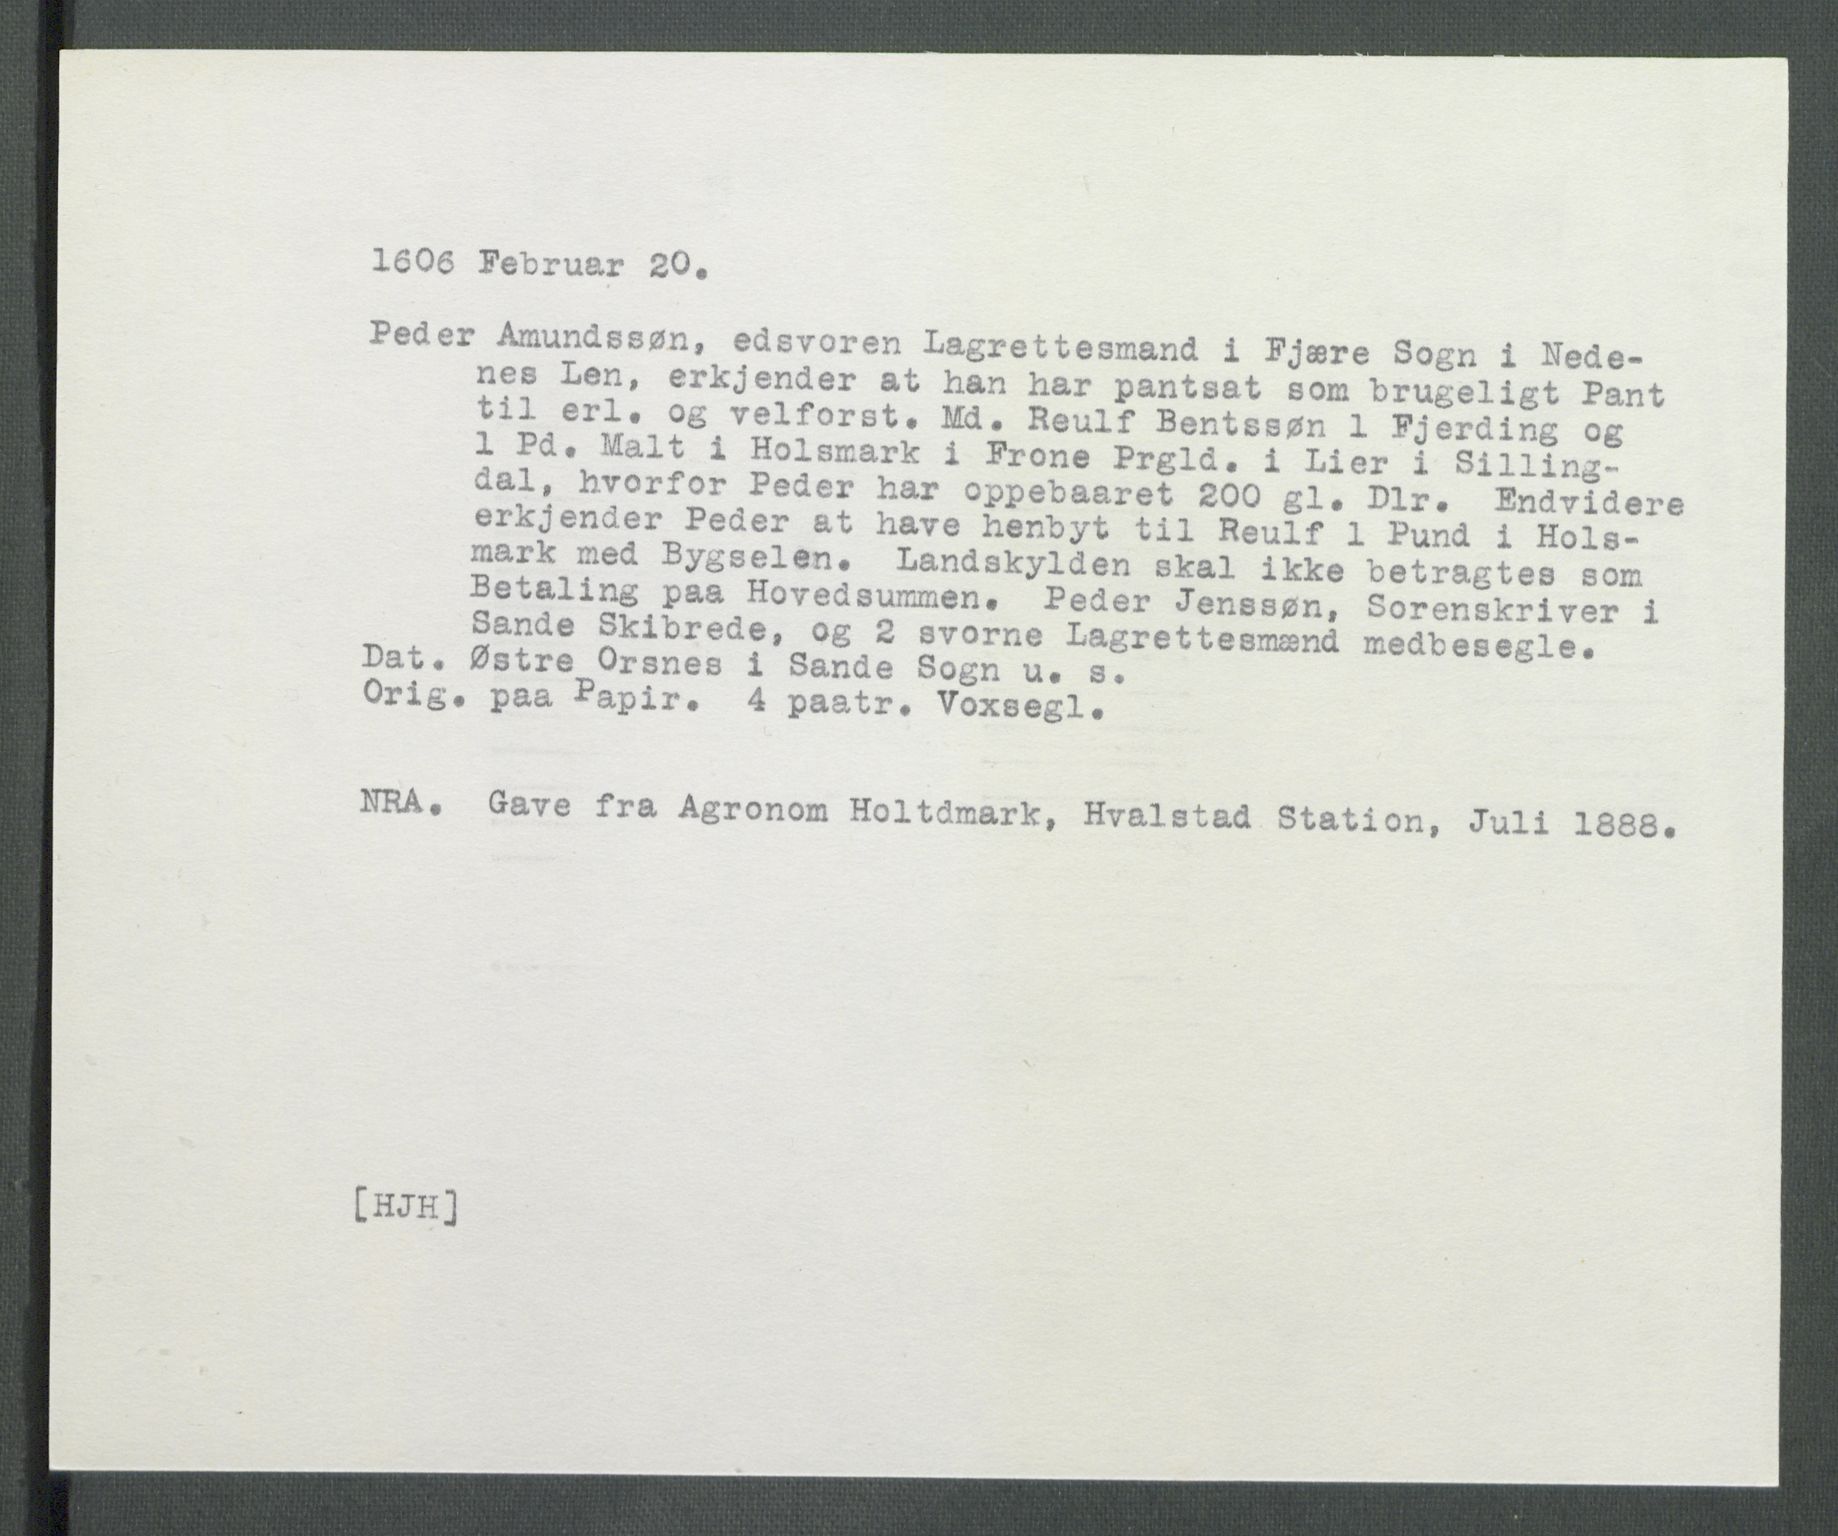 1606 Februar 20.
Peder Amundssøn, edsvoren Lagrettesmand i Fjære Sogn i Nede-
nes Len, erkjender at han har pantsat som brugeligt Pant
til erl. og velforst. Md. Reulf Bentssøn 1 Fjerding og
1 Pd. Malt i Holsmark i Frone Prgld. i Lier i Silling-
dal, hvorfor Peder har oppebaaret 200 gl. Dlr.  Endvidere
erkjender Peder at have henbyt til Reulf 1 Pund i Hols-
mark med Bygselen.  Landskylden skal ikke betragtes som
Betaling paa Hovedsummen.  Peder Jenssøn, Sorenskriver i
Sande Skibrede, og 2 svorne Lagrettesmænd medbesegle.
Dat. Østre Orsnes i Sande Sogn u. s.
Orig. paa Papir.  4 paatr. Voxsegl.
NRA.  Gave fra Agronom Holtdmark, Hvalstad Station, Juli 1888.
[HJH]